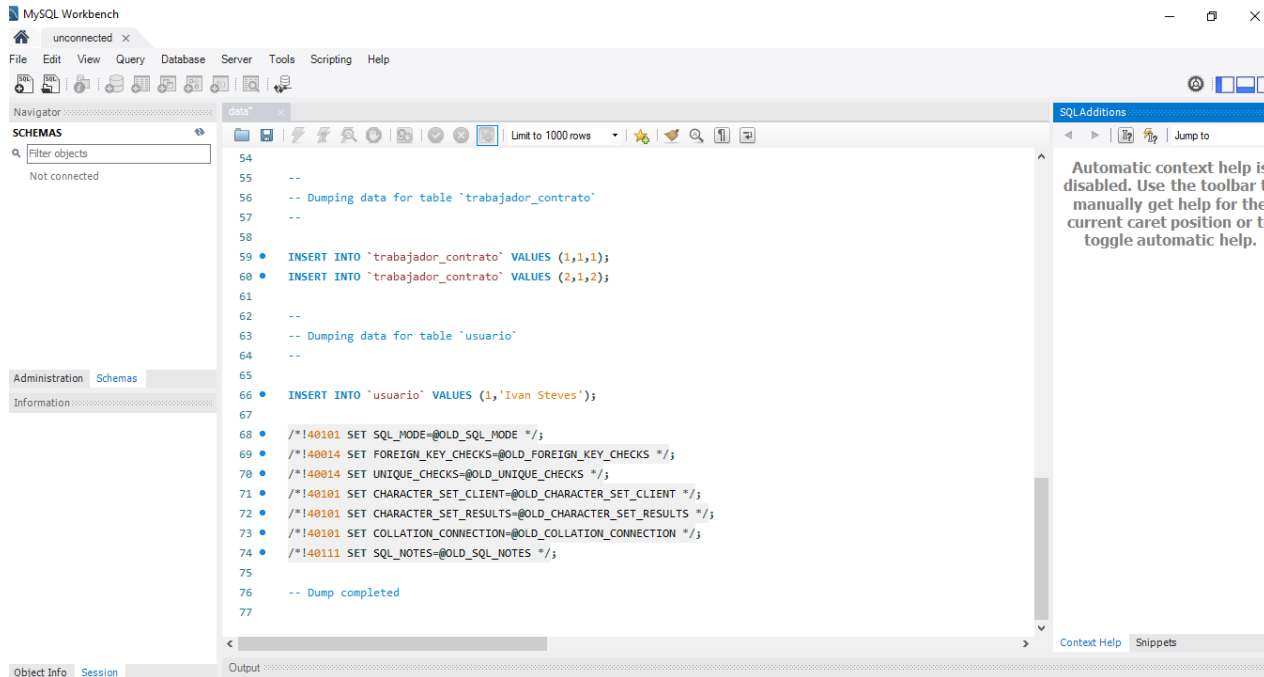 MySQL Workbench
unconnected
File Edit View Query Database Server Tools Scripting Help
Navigator
SCHEMAS
Filter objects
Not connected
Administration Schemas
Information
Object Info Session
data*
Limit to 1000 rows
54
55 --
56 -- Dumping data for table `trabajador_contrato`
57 --
58
59 INSERT INTO `trabajador_contrato` VALUES (1,1,1);
60 INSERT INTO `trabajador_contrato` VALUES (2,1,2);
61
62 --
63 -- Dumping data for table `usuario`
64 --
65
66 INSERT INTO `usuario` VALUES (1,'Ivan Steves');
67
68 /*!40101 SET SQL_MODE=@OLD_SQL_MODE */;
69 /*!40014 SET FOREIGN_KEY_CHECKS=@OLD_FOREIGN_KEY_CHECKS */;
70 /*!40014 SET UNIQUE_CHECKS=@OLD_UNIQUE_CHECKS */;
71 /*!40101 SET CHARACTER_SET_CLIENT=@OLD_CHARACTER_SET_CLIENT */;
72 /*!40101 SET CHARACTER_SET_RESULTS=@OLD_CHARACTER_SET_RESULTS */;
73 /*!40101 SET COLLATION_CONNECTION=@OLD_COLLATION_CONNECTION */;
74 /*!40111 SET SQL_NOTES=@OLD_SQL_NOTES */;
75
76 -- Dump completed
77
Output
SQLAdditions
Jump to
Automatic context help is
disabled. Use the toolbar
manually get help for the
current caret position or
toggle automatic help.
Context Help Snippets